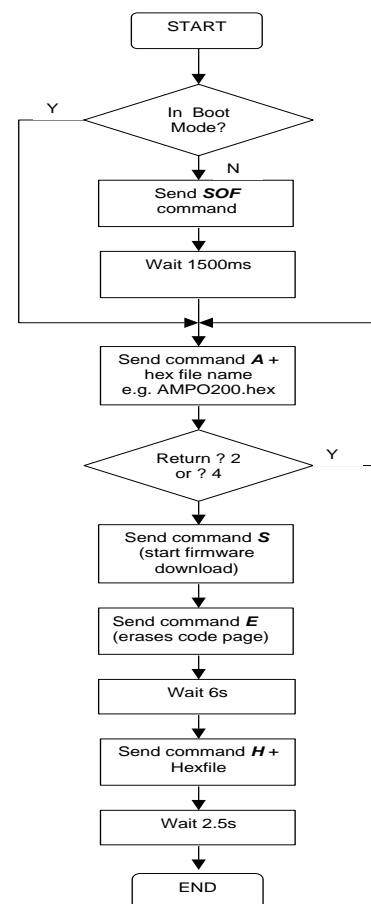 START
Y
In Boot
Mode?
N
Send SOF
command
Wait 1500ms
Send command A +
hex file name
e.g. AMPO200.hex
Return ? 2
or ? 4
Y
Send command S
(start firmware
download)
Send command E
(erases code page)
Wait 6s
Send command H +
Hexfile
Wait 2.5s
END